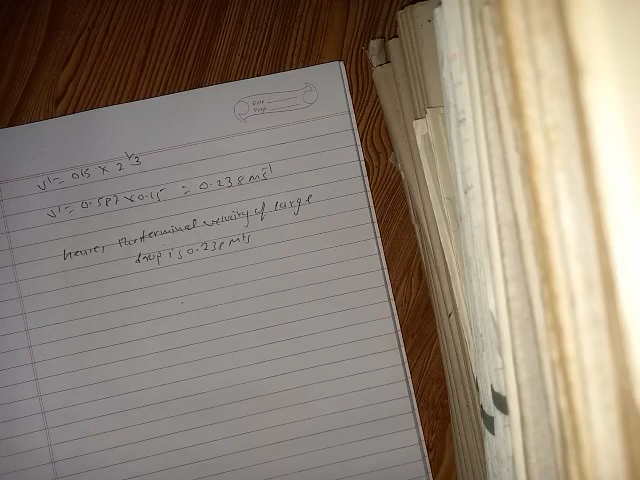 Date
Page
v' = 0.15 × 2^2/3
v' = 0.587 × 0.15 = 0.238 ms-1
hence, the terminal velocity of large
drop is 0.238 m/s